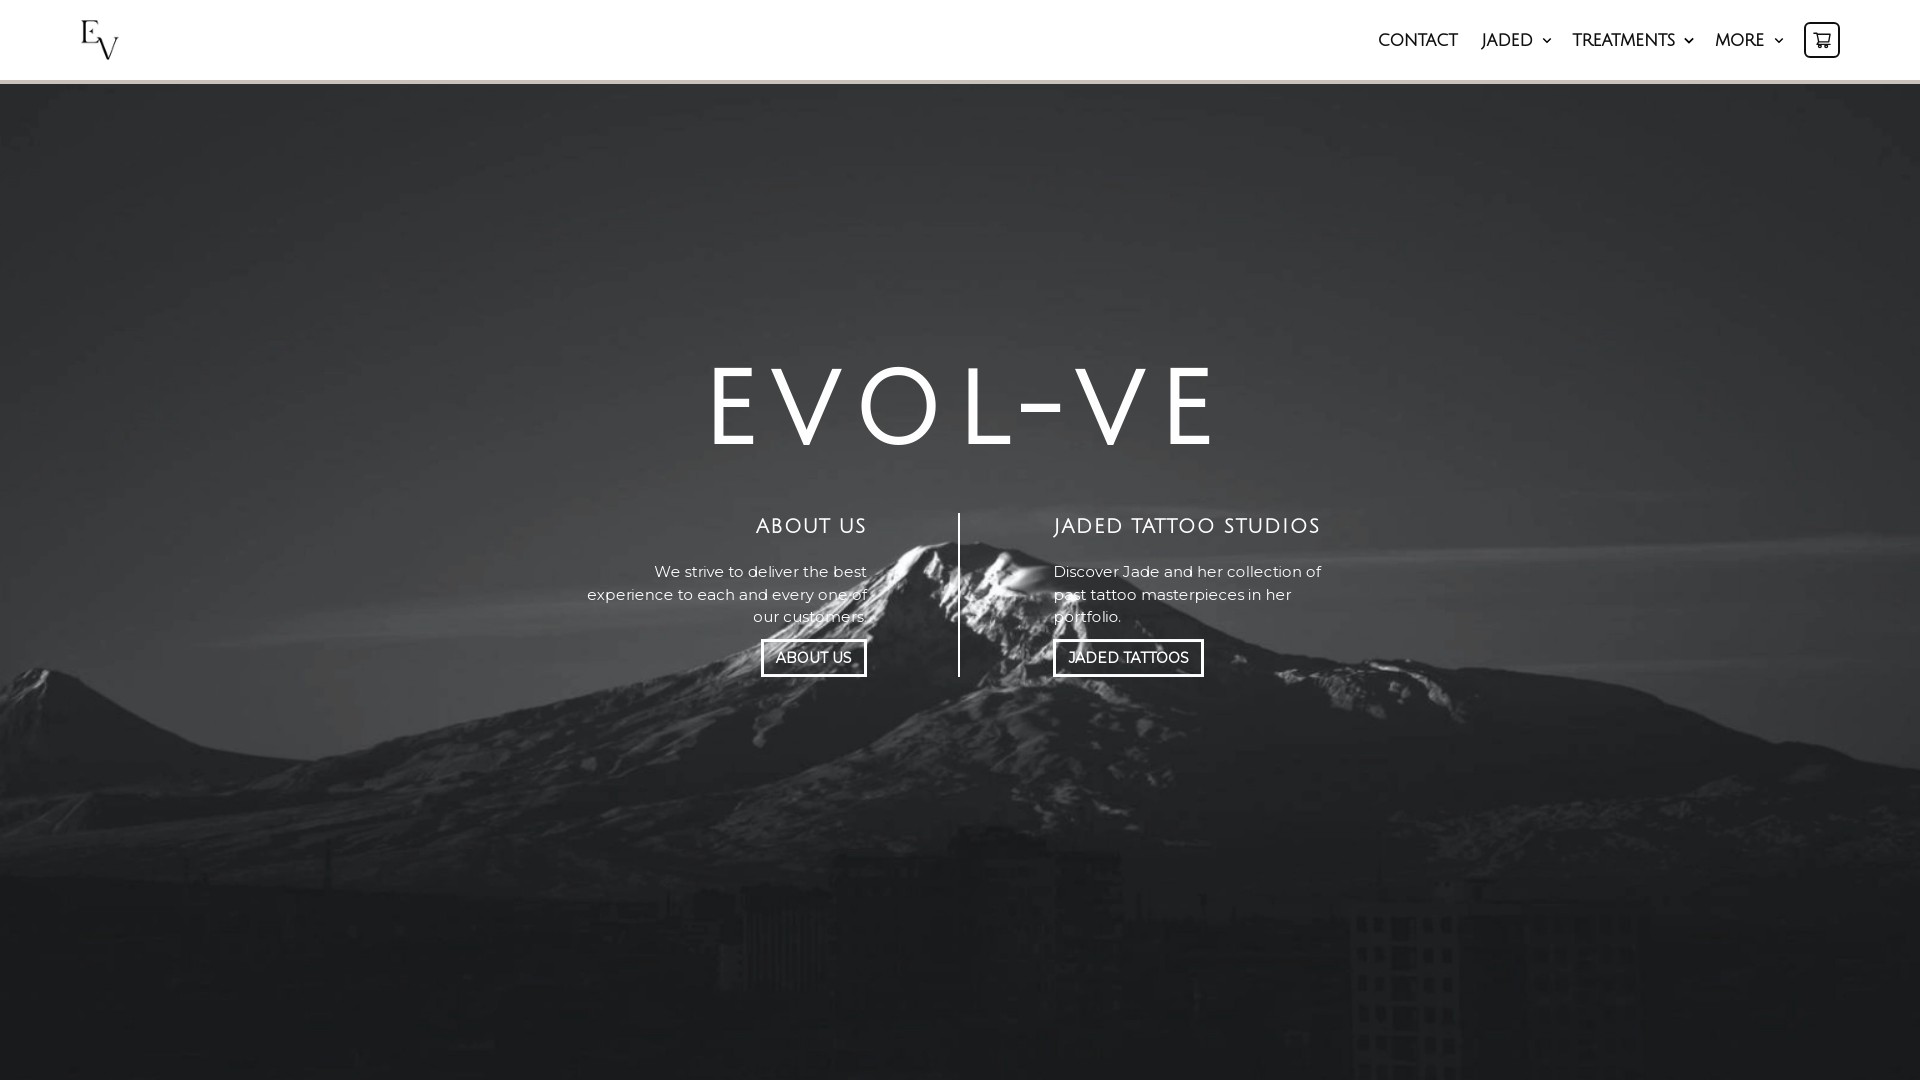 EV
CONTACT JADED TREATMENTS MORE
EVOL-VE
ABOUT US
We strive to deliver the best
experience to each and every one of
our customers.
ABOUT US
JADED TATTOO STUDIOS
Discover Jade and her collection of
past tattoo masterpieces in her
portfolio.
JADED TATTOOS